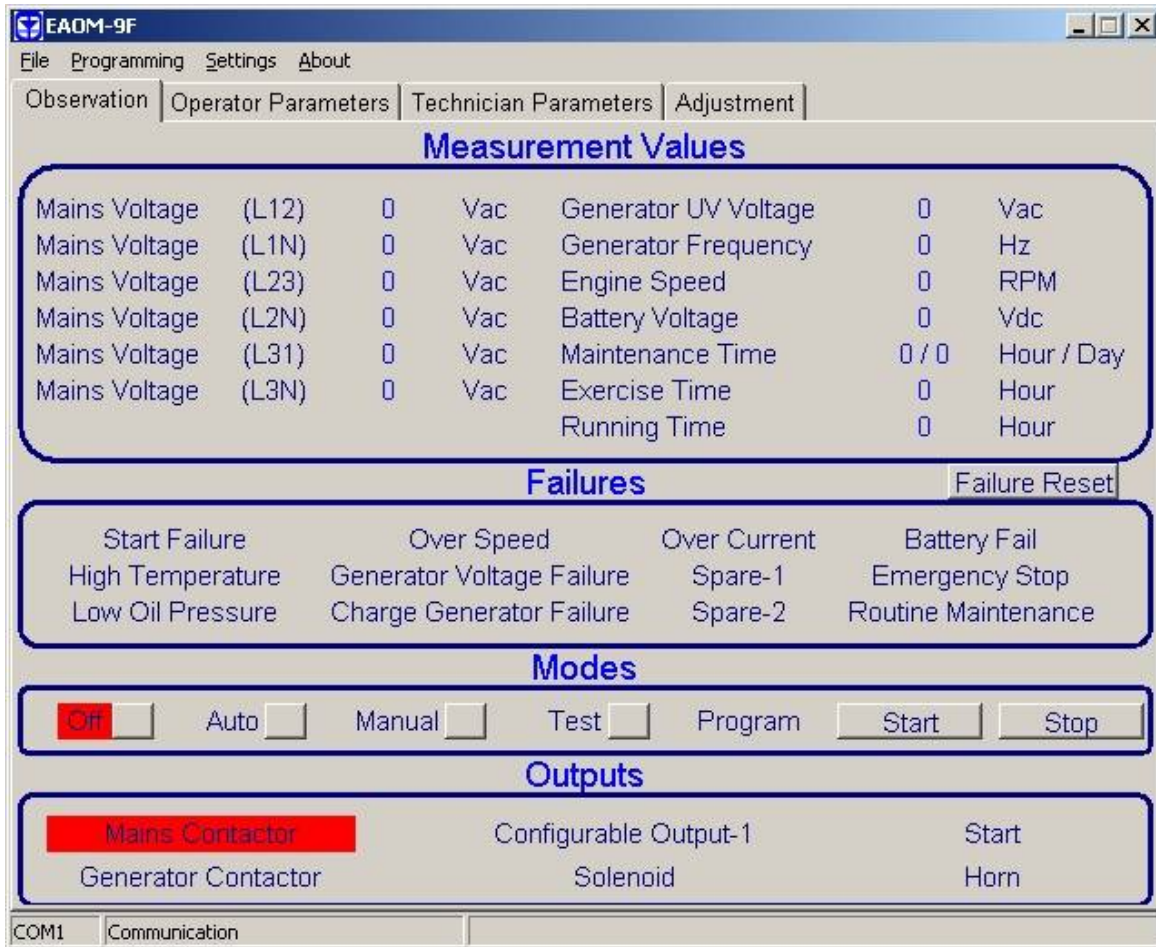 EAOM-9F
File Programming Settings About
Observation Operator Parameters Technician Parameters Adjustment
Measurement Values
Mains Voltage (L12) 0 Vac Generator UV Voltage 0 Vac
Mains Voltage (L1N) 0 Vac Generator Frequency 0 Hz
Mains Voltage (L23) 0 Vac Engine Speed 0 RPM
Mains Voltage (L2N) 0 Vac Battery Voltage 0 Vdc
Mains Voltage (L31) 0 Vac Maintenance Time 0 / 0 Hour / Day
Mains Voltage (L3N) 0 Vac Exercise Time 0 Hour
Running Time 0 Hour
Failures Failure Reset
Start Failure Over Speed Over Current Battery Fail
High Temperature Generator Voltage Failure Spare-1 Emergency Stop
Low Oil Pressure Charge Generator Failure Spare-2 Routine Maintenance
Modes
Off Auto Manual Test Program Start Stop
Outputs
Mains Contactor Configurable Output-1 Start
Generator Contactor Solenoid Horn
COM1 Communication